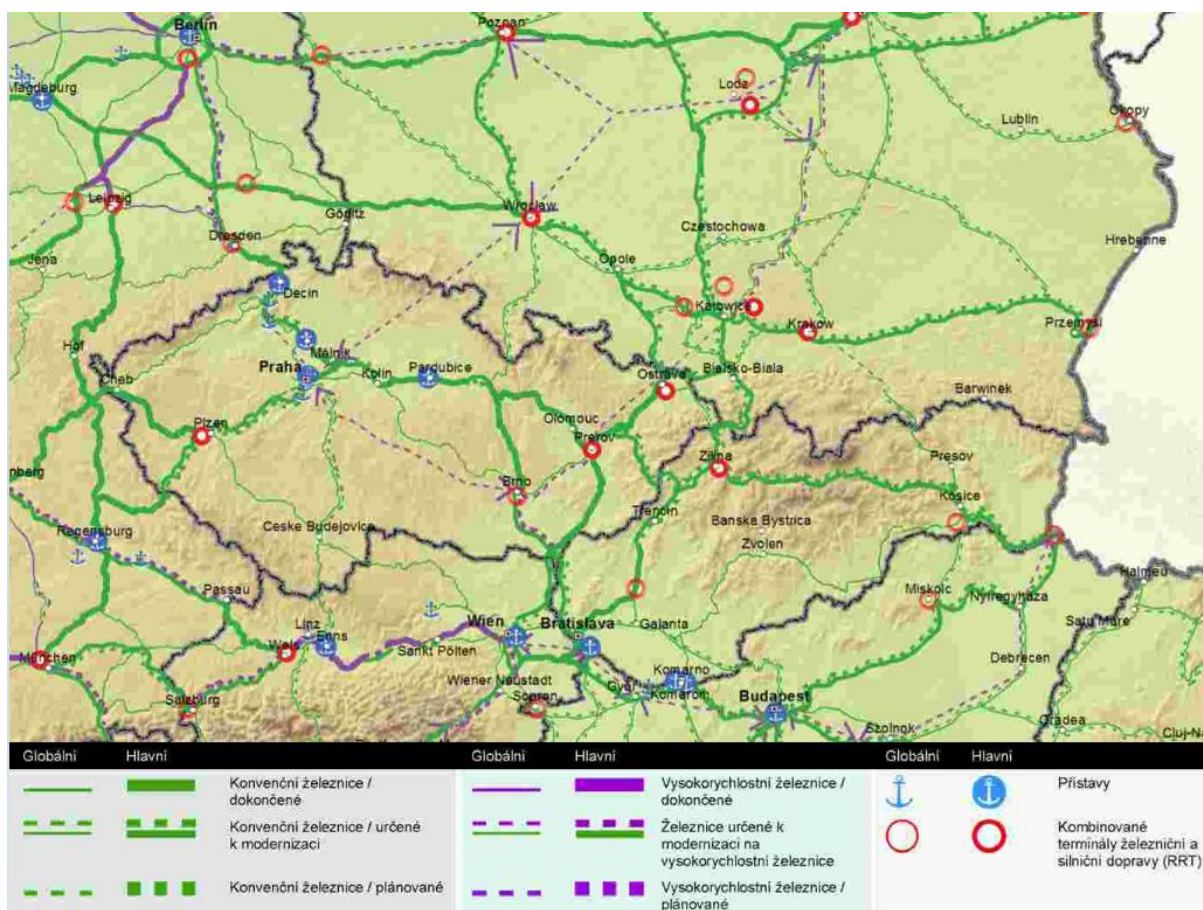 Berlin
Poznan
Magdeburg
Lodz
Okopy
Lublin
Leipzig
Wroclaw
Görlitz
Czestochowa
Dresden
Hrebenne
Jena
Opole
Decin
Katowice
Krakow
Przemysl
Hof
Melnik
Praha
Kolin
Pardubice
Ostrava
Bielsko-Biala
Cheb
Barwinek
Plzen
Olomouc
Prerov
Zilina
Presov
Brno
Kosice
Trencin
Banska Bystrica
Regensburg
Ceske Budejovice
Zvolen
Passau
Miskolc
Halmeu
Nyiregyhaza
Linz
Enns
Wien
Bratislava
Galanta
Satu Mare
München
Wels
Sankt Pölten
Komarno
Debrecen
Wiener Neustadt
Györ
Komarom
Salzburg
Sopron
Budapest
Szolnok
Oradea
Cluj-Na
Globální Hlavní Globální Hlavní Globální Hlavní
Konvenční železnice /
dokončené
Konvenční železnice / určené
k modernizaci
Konvenční železnice / plánované
Vysokorychlostní železnice /
dokončené
Železnice určené k
modernizaci na
vysokorychlostní železnice
Vysokorychlostní železnice /
plánované
Přístavy
Kombinované
terminály železniční a
silniční dopravy (RRT)